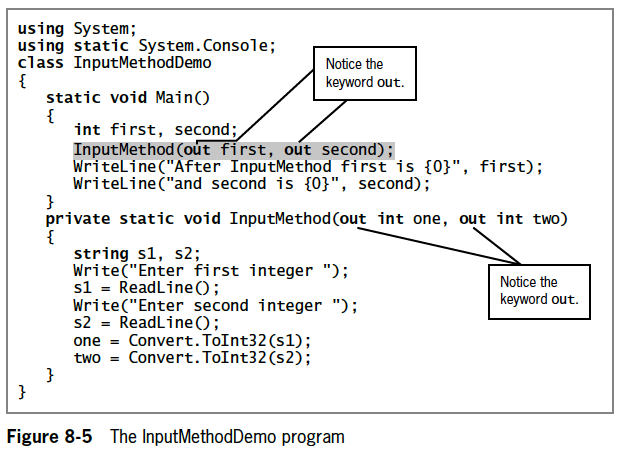 using System;
using static System.Console;
class InputMethodDemo
{
static void Main()
{
int first, second;
InputMethod(out first, out second);
WriteLine("After InputMethod first is {0}", first);
WriteLine("and second is {0}", second);
}
private static void InputMethod(out int one, out int two)
{
string s1, s2;
Write("Enter first integer ");
s1 = ReadLine();
Write("Enter second integer ");
s2 = ReadLine();
one = Convert.ToInt32(s1);
two = Convert.ToInt32(s2);
}
}
Notice the
keyword out.
Notice the
keyword out.
Figure 8-5 The InputMethodDemo program